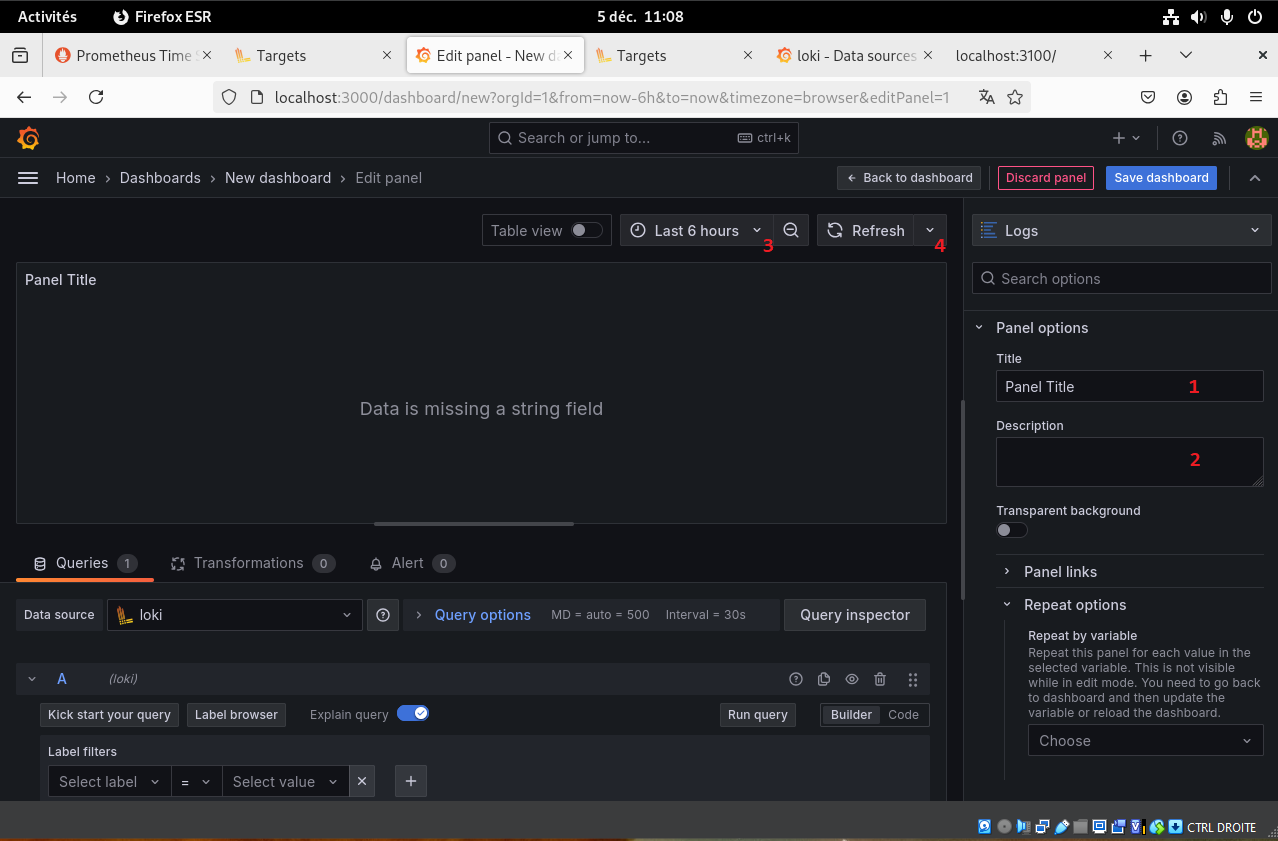 Activités Firefox ESR 5 déc. 11:08
Prometheus Time S Targets Edit panel - New da Targets loki - Data sources localhost:3100/
localhost:3000/dashboard/new?orgId=1&from=now-6h&to=now&timezone=browser&editPanel=1
Search or jump to... ctrl+k
Home › Dashboards › New dashboard › Edit panel Back to dashboard Discard panel Save dashboard
Table view Last 6 hours 3 Refresh 4 Logs
Panel Title
Data is missing a string field
Search options
Panel options
Title
Panel Title 1
Description
2
Transparent background
Panel links
Repeat options
Repeat by variable
Repeat this panel for each value in the
selected variable. This is not visible
while in edit mode. You need to go back
to dashboard and then update the
variable or reload the dashboard.
Choose
Queries 1 Transformations 0 Alert 0
Data source loki Query options MD = auto = 500 Interval = 30s Query inspector
A (loki)
Kick start your query Label browser Explain query Run query Builder Code
Label filters
Select label = Select value
CTRL DROITE